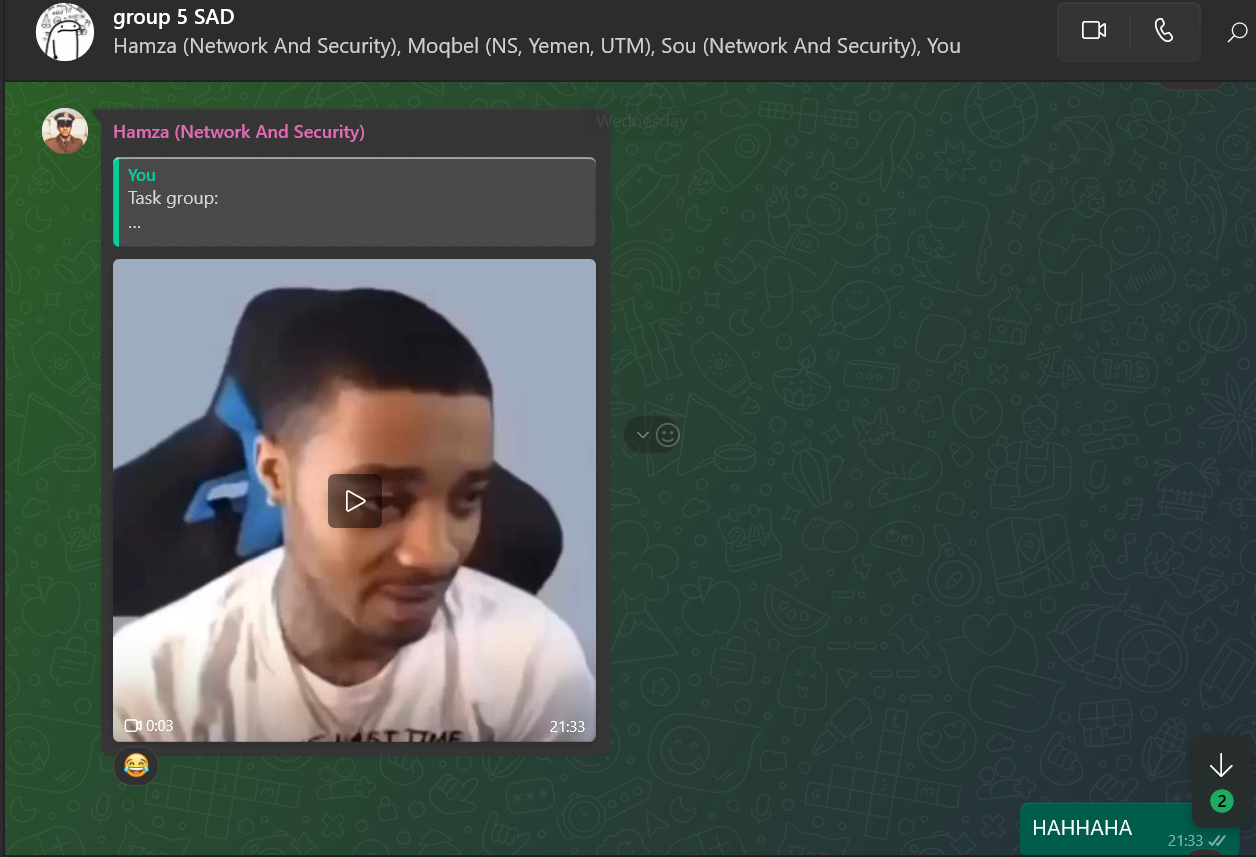 group 5 SAD
Hamza (Network And Security), Moqbel (NS, Yemen, UTM), Sou (Network And Security), You
Wednesday
Hamza (Network And Security)
You
Task group:
...
LAST TIME
0:03
21:33
HAHHAHA
21:33
2